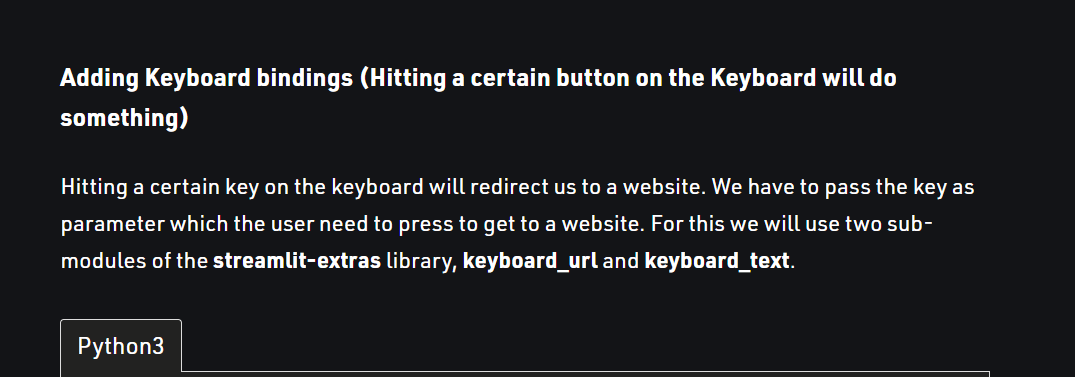 Adding Keyboard bindings (Hitting a certain button on the Keyboard will do
something)
Hitting a certain key on the keyboard will redirect us to a website. We have to pass the key as
parameter which the user need to press to get to a website. For this we will use two sub-
modules of the streamlit-extras library, keyboard_url and keyboard_text.
Python3